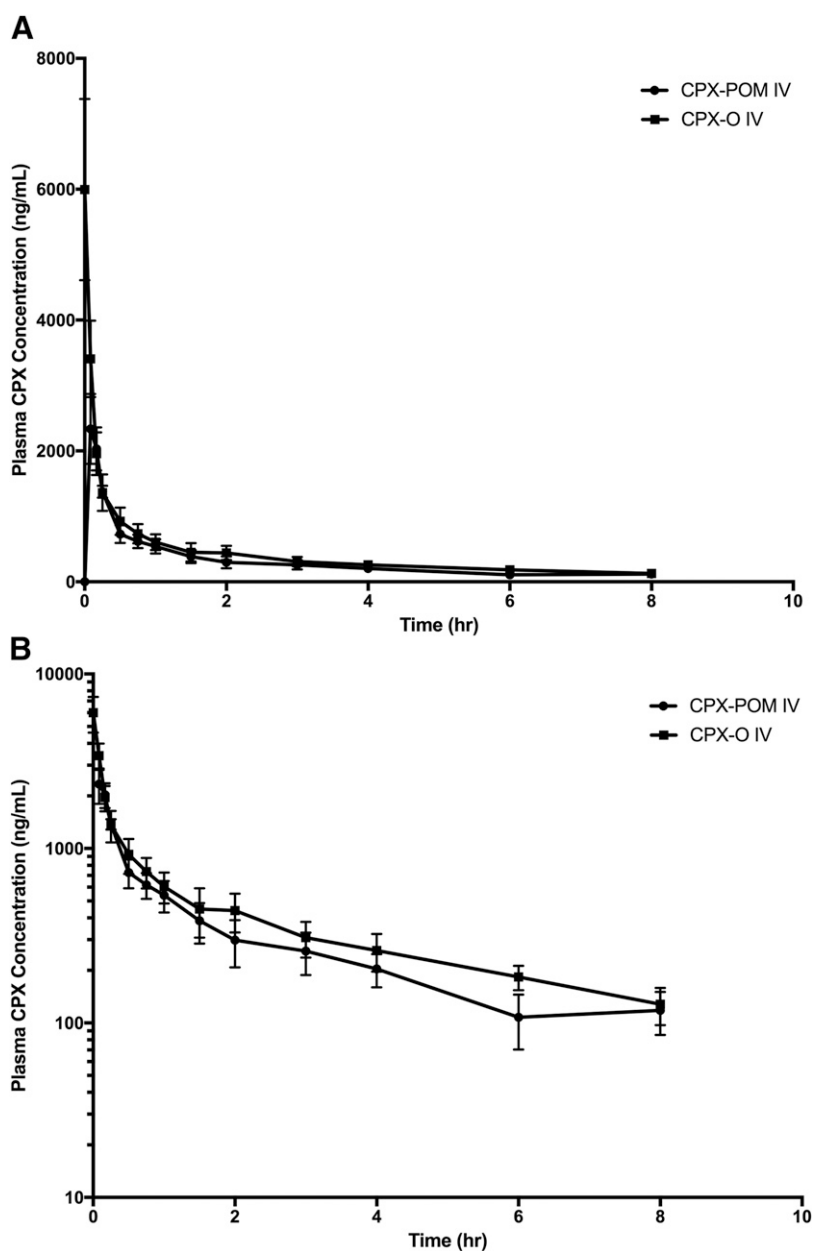 A
8000
6000
4000
2000
0
Plasma CPX Concentration (ng/mL)
CPX-POM IV
CPX-O IV
0 2 4 6 8 10
Time (hr)
B
10000
1000
100
10
Plasma CPX Concentration (ng/mL)
CPX-POM IV
CPX-O IV
0 2 4 6 8 10
Time (hr)